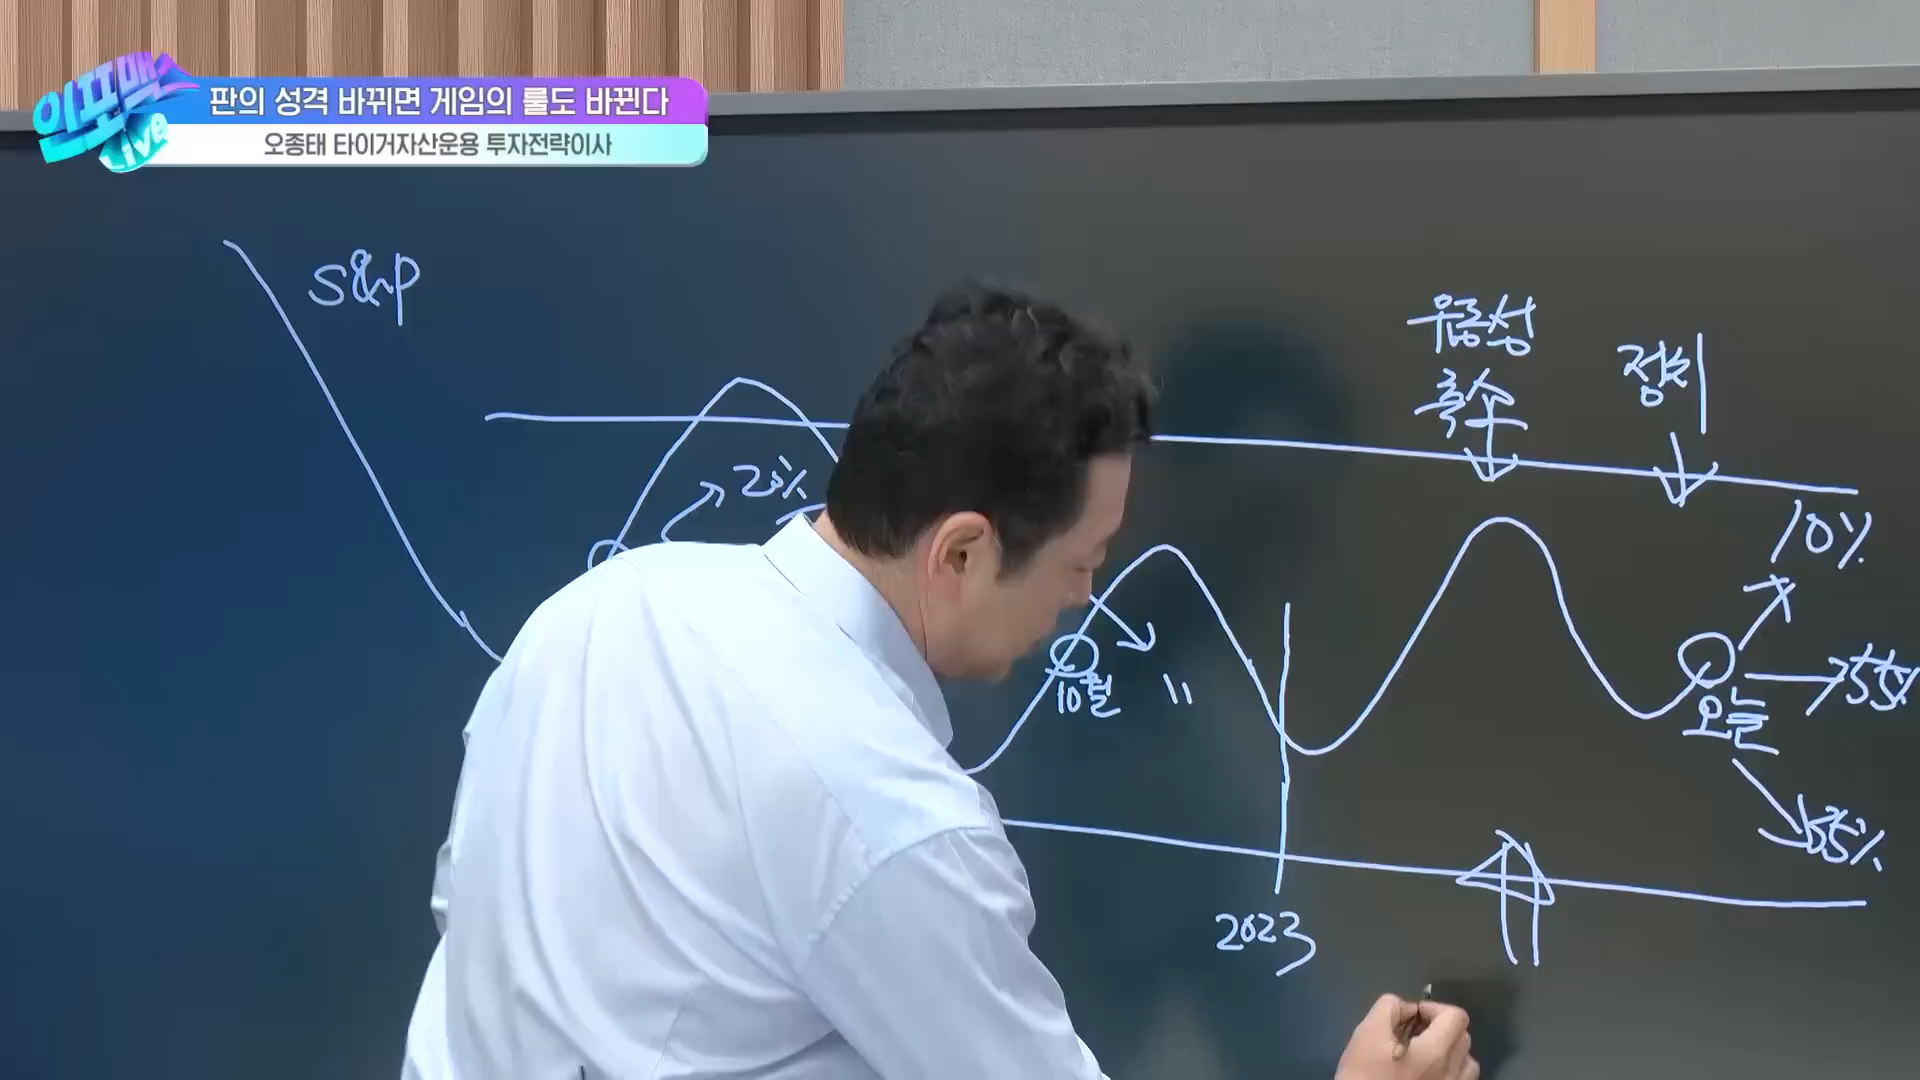 인포맥스
Live
판의 성격 바뀌면 게임의 룰도 바뀐다
오종태 타이거자산운용 투자전략이사
S&P
유동성
축소
정치
10%
오늘
35%
55%
10월
11
2023